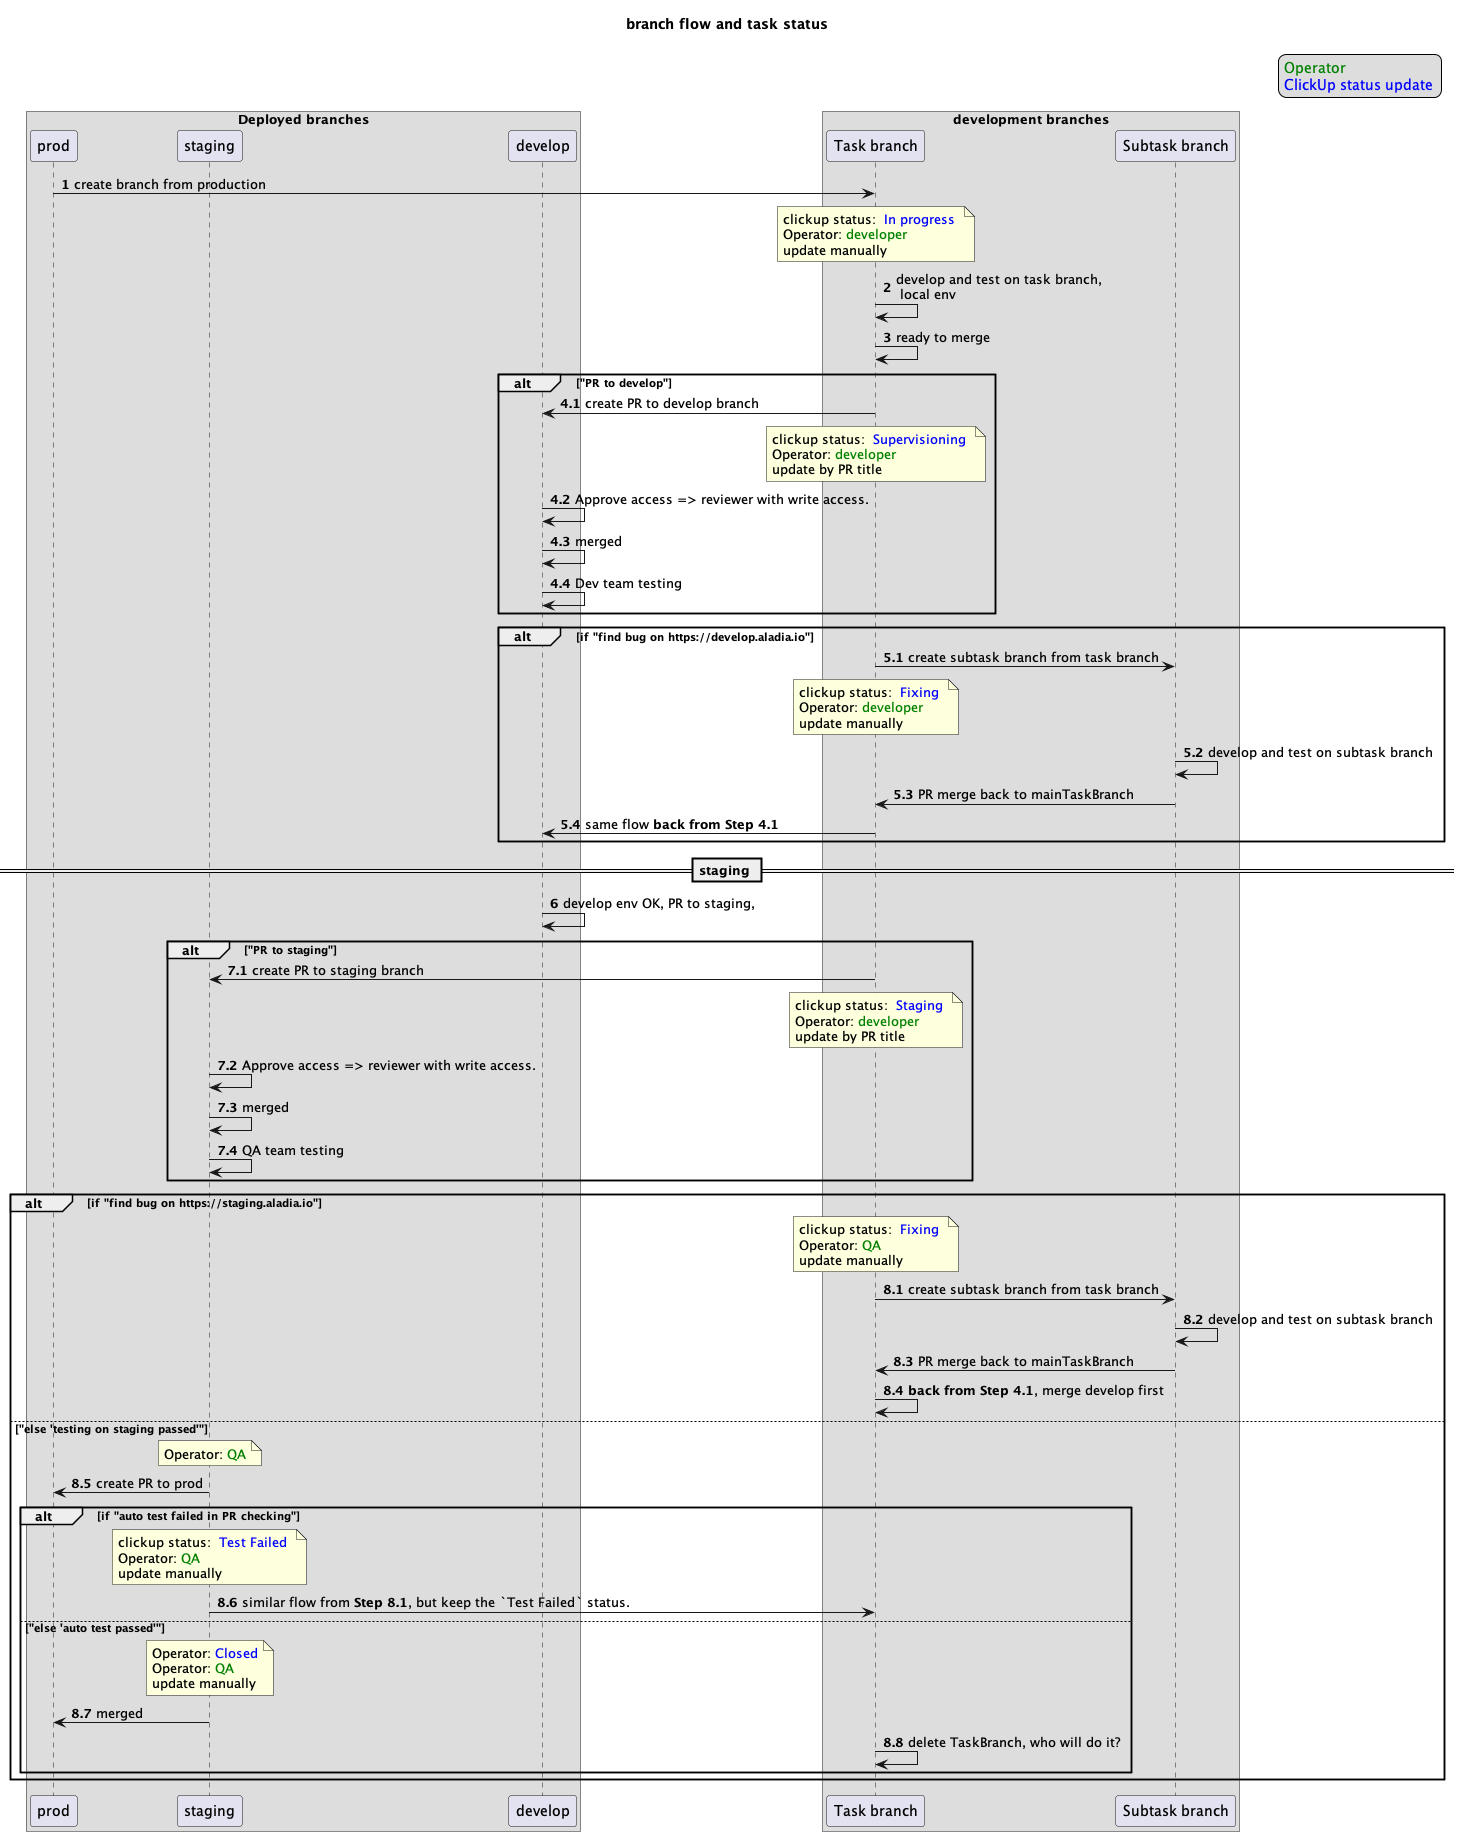 branch flow and task status
Operator
ClickUp status update
Deployed branches
development branches
prod
staging
develop
Task branch
Subtask branch
1 create branch from production
clickup status:  In progress
Operator: developer
update manually
2 develop and test on task branch,
local env
3 ready to merge
alt ["PR to develop"]
4.1 create PR to develop branch
clickup status:  Supervisioning
Operator: developer
update by PR title
4.2 Approve access => reviewer with write access.
4.3 merged
4.4 Dev team testing
alt [if "find bug on https://develop.aladia.io"]
5.1 create subtask branch from task branch
clickup status:  Fixing
Operator: developer
update manually
5.2 develop and test on subtask branch
5.3 PR merge back to mainTaskBranch
5.4 same flow back from Step 4.1
staging
6 develop env OK, PR to staging,
alt ["PR to staging"]
7.1 create PR to staging branch
clickup status:  Staging
Operator: developer
update by PR title
7.2 Approve access => reviewer with write access.
7.3 merged
7.4 QA team testing
alt [if "find bug on https://staging.aladia.io"]
clickup status:  Fixing
Operator: QA
update manually
8.1 create subtask branch from task branch
8.2 develop and test on subtask branch
8.3 PR merge back to mainTaskBranch
8.4 back from Step 4.1, merge develop first
["else 'testing on staging passed'"]
Operator: QA
8.5 create PR to prod
alt [if "auto test failed in PR checking"]
clickup status:  Test Failed
Operator: QA
update manually
8.6 similar flow from Step 8.1, but keep the `Test Failed` status.
["else 'auto test passed'"]
Operator: Closed
Operator: QA
update manually
8.7 merged
8.8 delete TaskBranch, who will do it?
prod
staging
develop
Task branch
Subtask branch